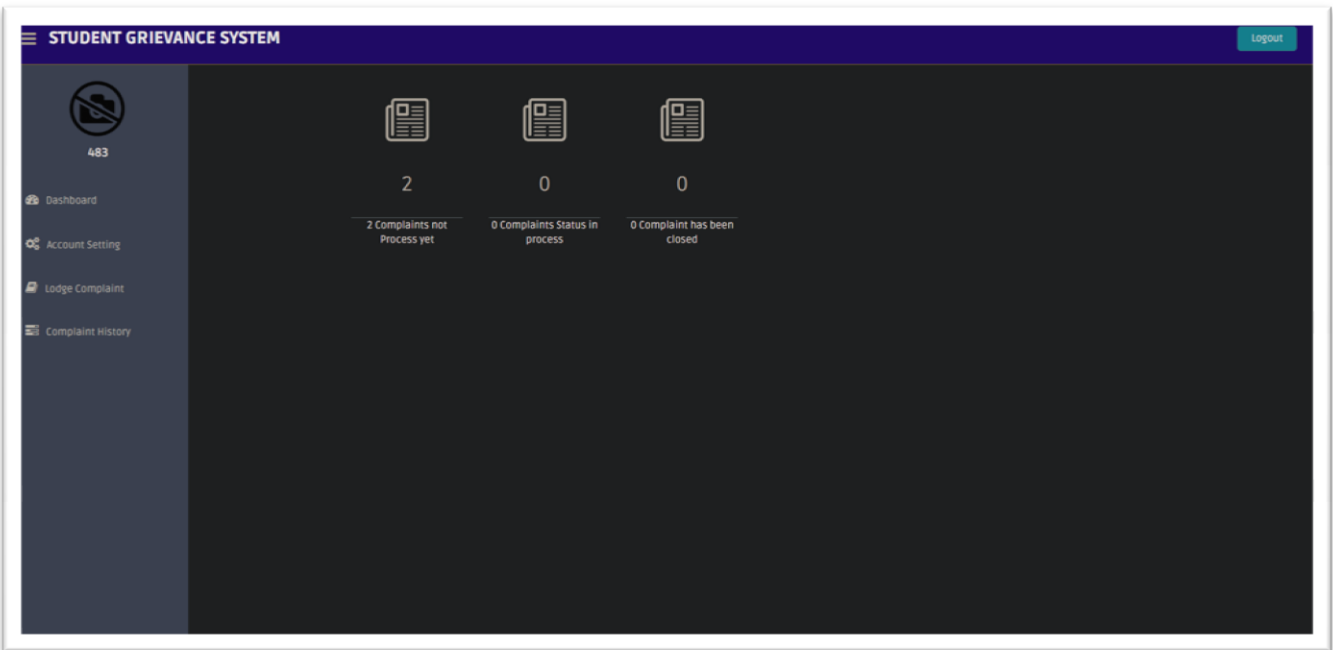 STUDENT GRIEVANCE SYSTEM
Logout
483
Dashboard
Account Setting
Lodge Complaint
Complaint History
2
2 Complaints not
Process yet
0
0 Complaints Status in
process
0
0 Complaint has been
closed